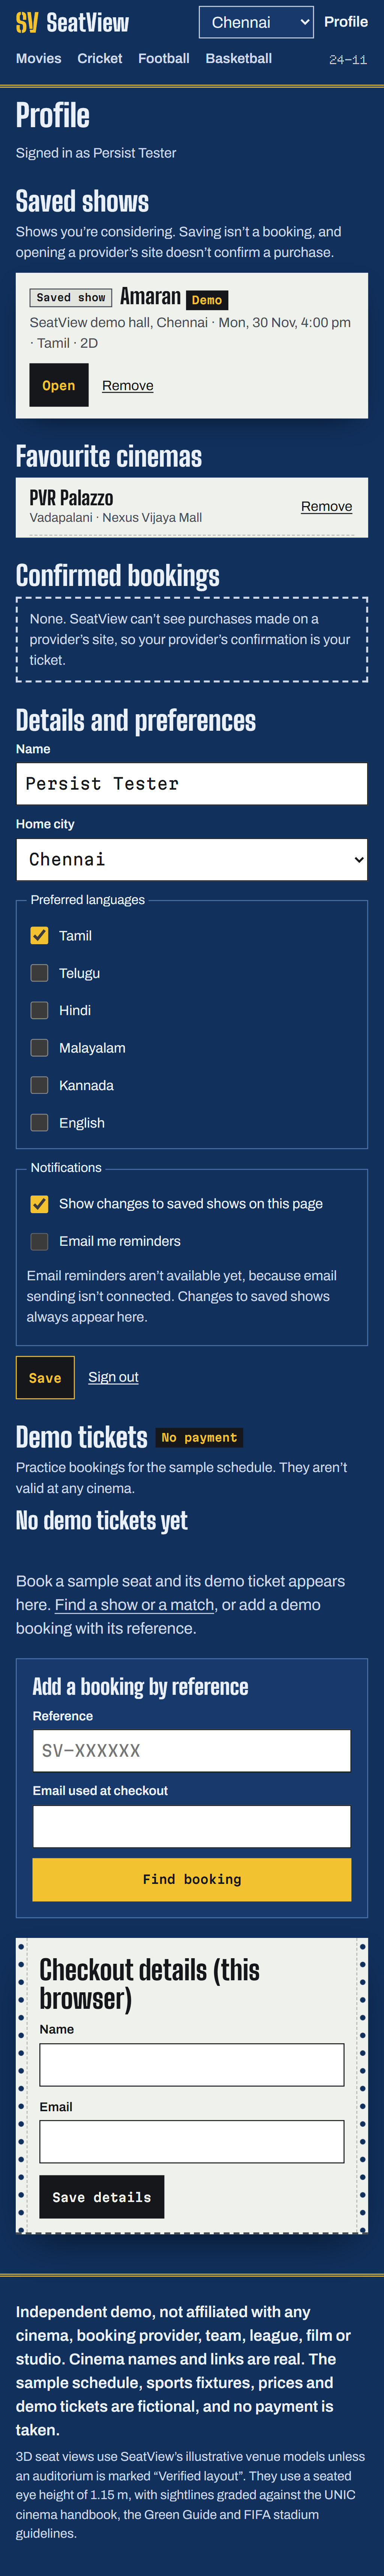 SV SeatView
Chennai
Profile
Movies Cricket Football Basketball
24–11
Profile
Signed in as Persist Tester
Saved shows
Shows you’re considering. Saving isn’t a booking, and
opening a provider’s site doesn’t confirm a purchase.
Saved show Amaran Demo
SeatView demo hall, Chennai · Mon, 30 Nov, 4:00 pm
· Tamil · 2D
Open Remove
Favourite cinemas
PVR Palazzo
Vadapalani · Nexus Vijaya Mall
Remove
Confirmed bookings
None. SeatView can’t see purchases made on a
provider’s site, so your provider’s confirmation is your
ticket.
Details and preferences
Name
Persist Tester
Home city
Chennai
Preferred languages
Tamil
Telugu
Hindi
Malayalam
Kannada
English
Notifications
Show changes to saved shows on this page
Email me reminders
Email reminders aren’t available yet, because email
sending isn’t connected. Changes to saved shows
always appear here.
Save Sign out
Demo tickets No payment
Practice bookings for the sample schedule. They aren’t
valid at any cinema.
No demo tickets yet
Book a sample seat and its demo ticket appears
here. Find a show or a match, or add a demo
booking with its reference.
Add a booking by reference
Reference
SV–XXXXXX
Email used at checkout
Find booking
Checkout details (this
browser)
Name
Email
Save details
Independent demo, not affiliated with any
cinema, booking provider, team, league, film or
studio. Cinema names and links are real. The
sample schedule, sports fixtures, prices and
demo tickets are fictional, and no payment is
taken.
3D seat views use SeatView’s illustrative venue models unless
an auditorium is marked “Verified layout”. They use a seated
eye height of 1.15 m, with sightlines graded against the UNIC
cinema handbook, the Green Guide and FIFA stadium
guidelines.